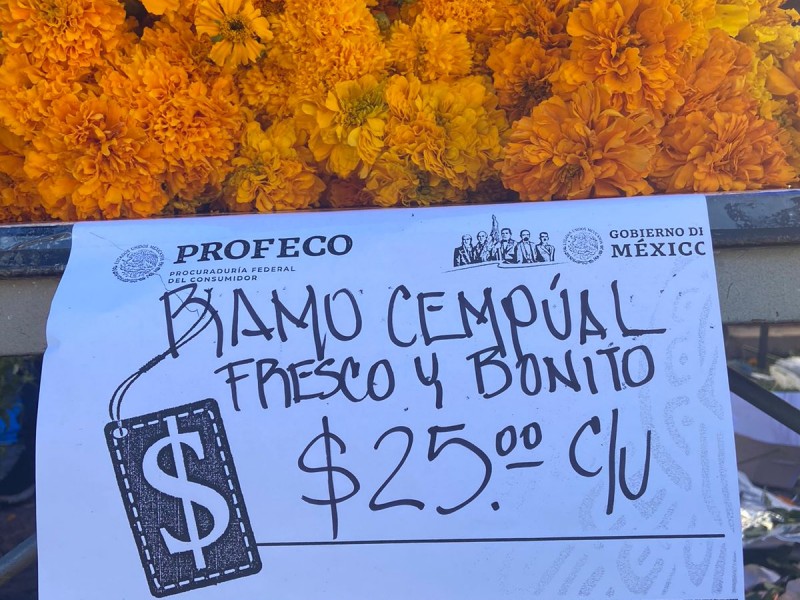 PROFECO
PROCURADURÍA FEDERAL
DEL CONSUMIDOR
GOBIERNO DE
MÉXICO
RAMO CEMPÚAL
FRESCO Y BONITO
$25.00 C/U
$